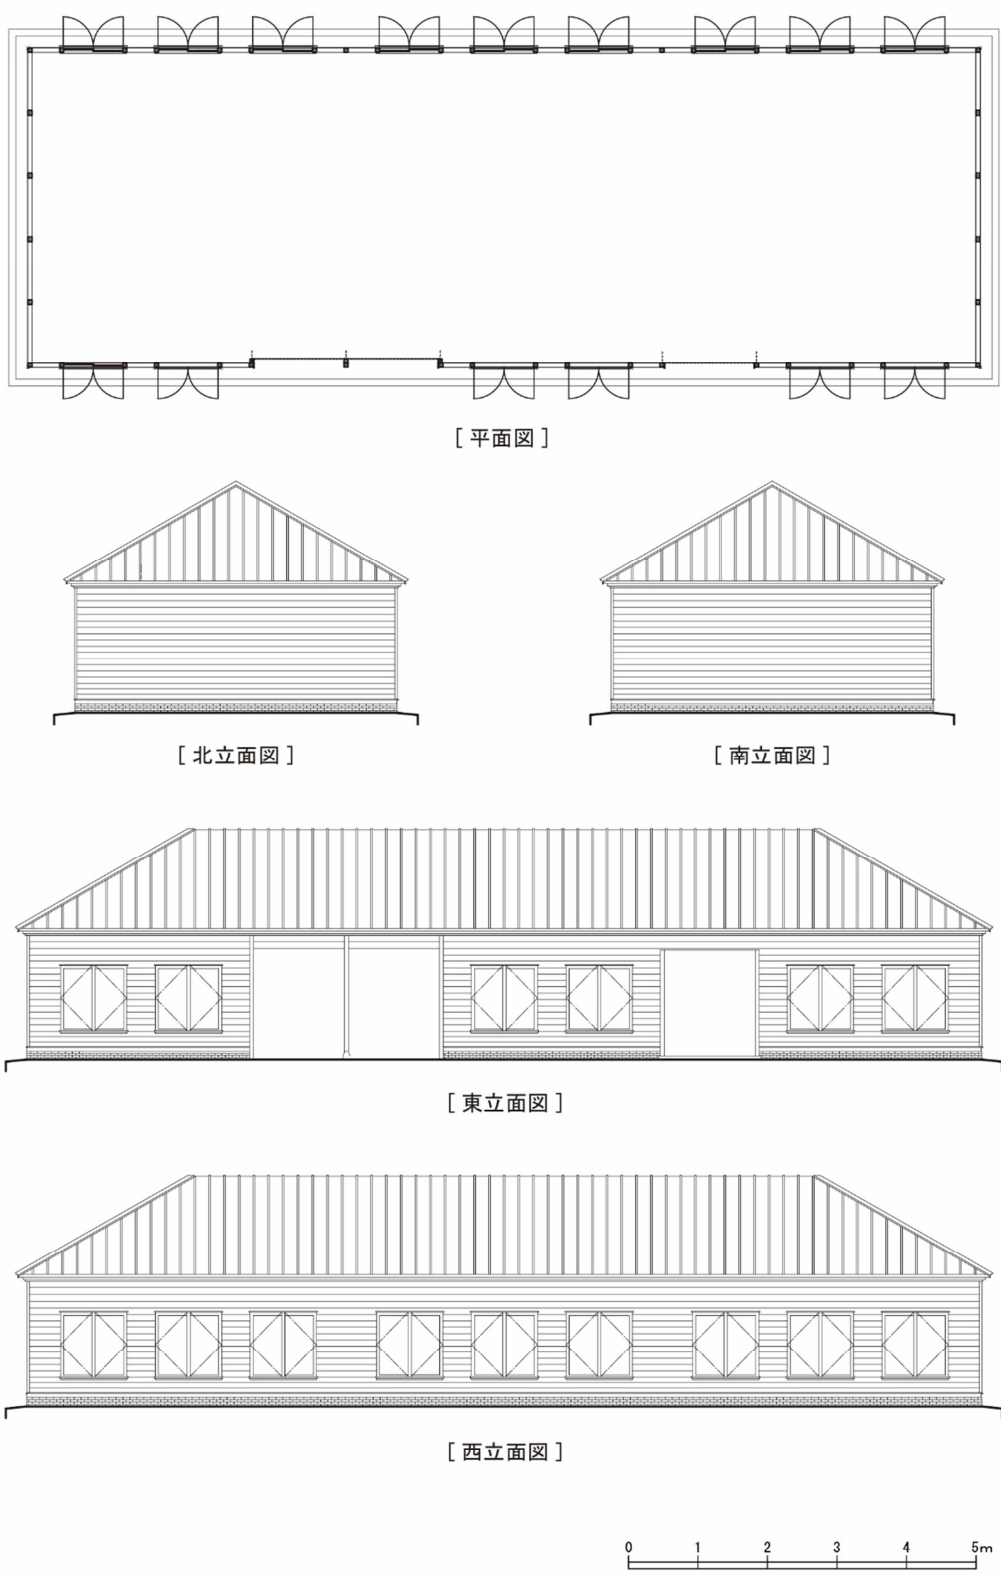 [ 平面図 ]
[ 北立面図 ]
[ 南立面図 ]
[ 東立面図 ]
[ 西立面図 ]
0 1 2 3 4 5m